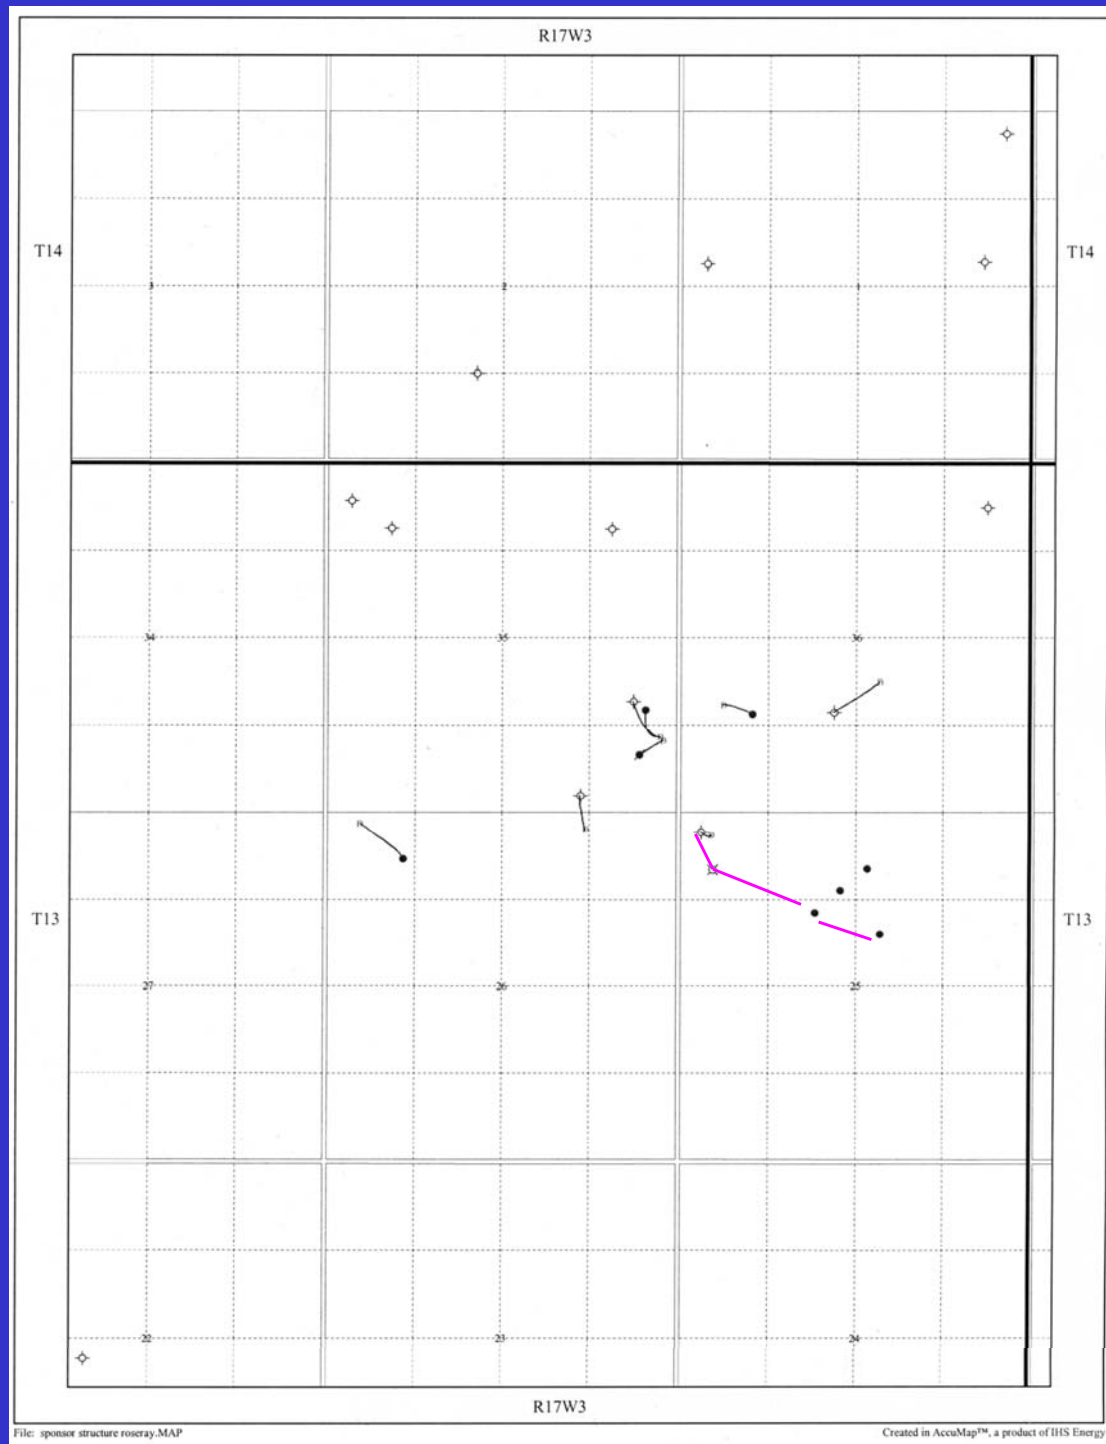 R17W3
T14 T14
3 2 1
34 35 36
T13 T13
27 26 25
22 23 24
R17W3
File: sponsor structure roseray.MAP Created in AccuMap™, a product of IHS Energy